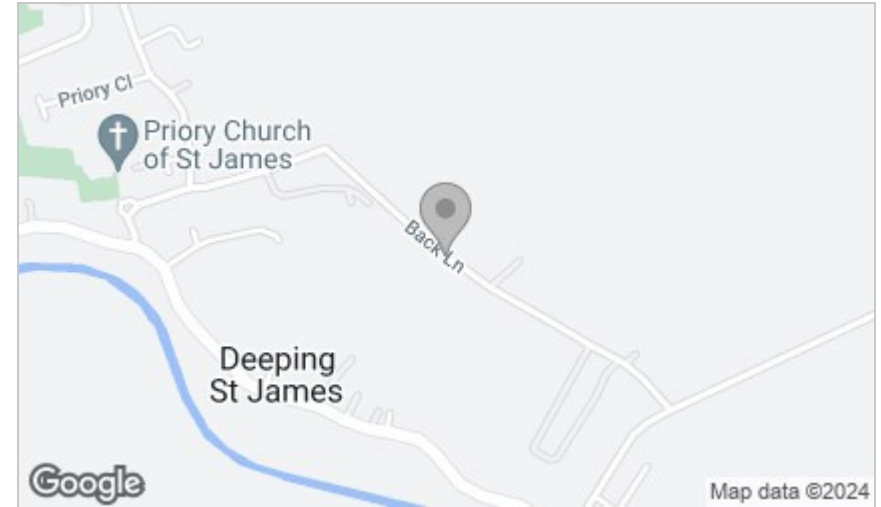 Priory Cl
Priory Church
of St James
Back Ln
Deeping
St James
Google
Map data ©2024